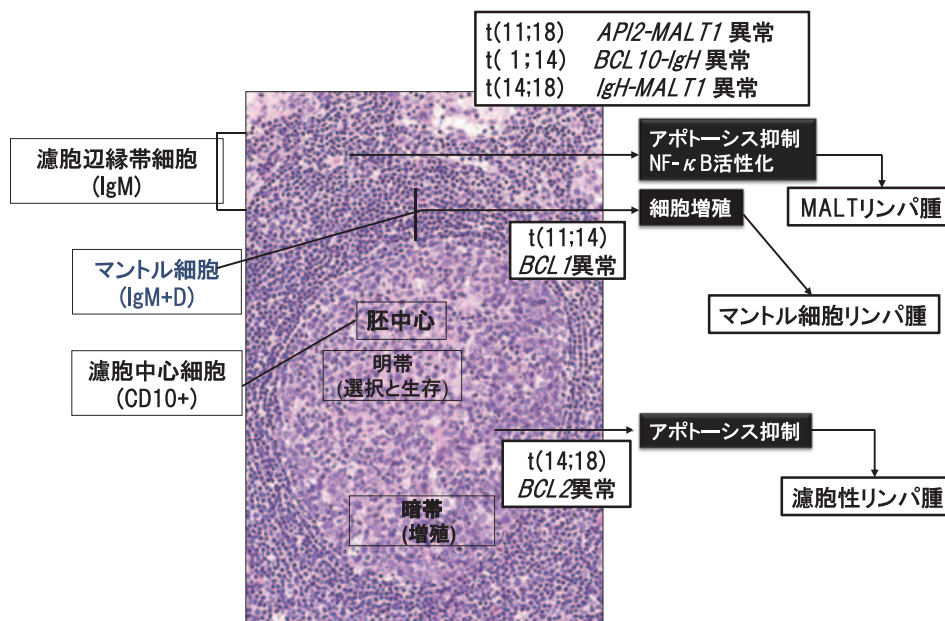 t(11;18) API2-MALT1 異常
t( 1;14) BCL10-IgH 異常
t(14;18) IgH-MALT1 異常
濾胞辺縁帯細胞
(IgM)
アポトーシス抑制
NF-κB活性化
MALTリンパ腫
細胞増殖
t(11;14)
BCL1異常
マントル細胞
(IgM+D)
マントル細胞リンパ腫
胚中心
明帯
(選択と生存)
濾胞中心細胞
(CD10+)
アポトーシス抑制
t(14;18)
BCL2異常
濾胞性リンパ腫
暗帯
(増殖)